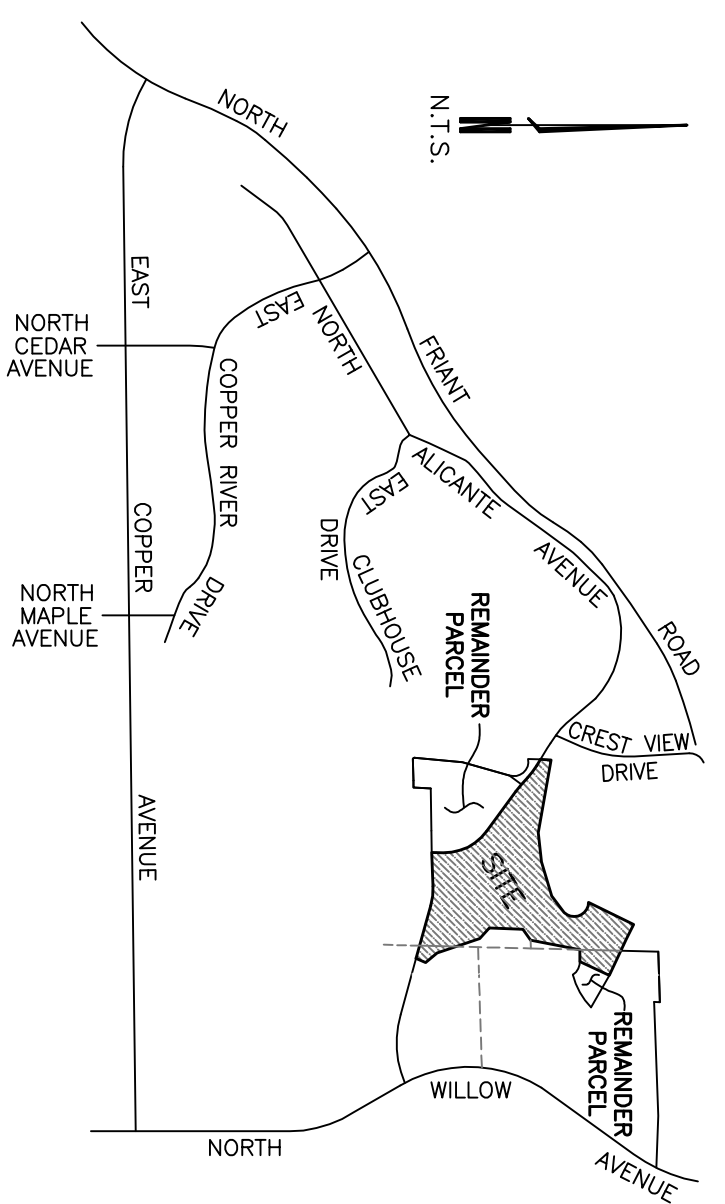 N.T.S.
N
NORTH
FRIANT
ROAD
EAST
NORTH
ALICANTE
AVENUE
CREST VIEW
DRIVE
NORTH
CEDAR
AVENUE
EAST
COPPER RIVER
DRIVE
EAST
CLUBHOUSE
DRIVE
REMAINDER
PARCEL
SITE
REMAINDER
PARCEL
COPPER
NORTH
MAPLE
AVENUE
AVENUE
WILLOW
NORTH
AVENUE